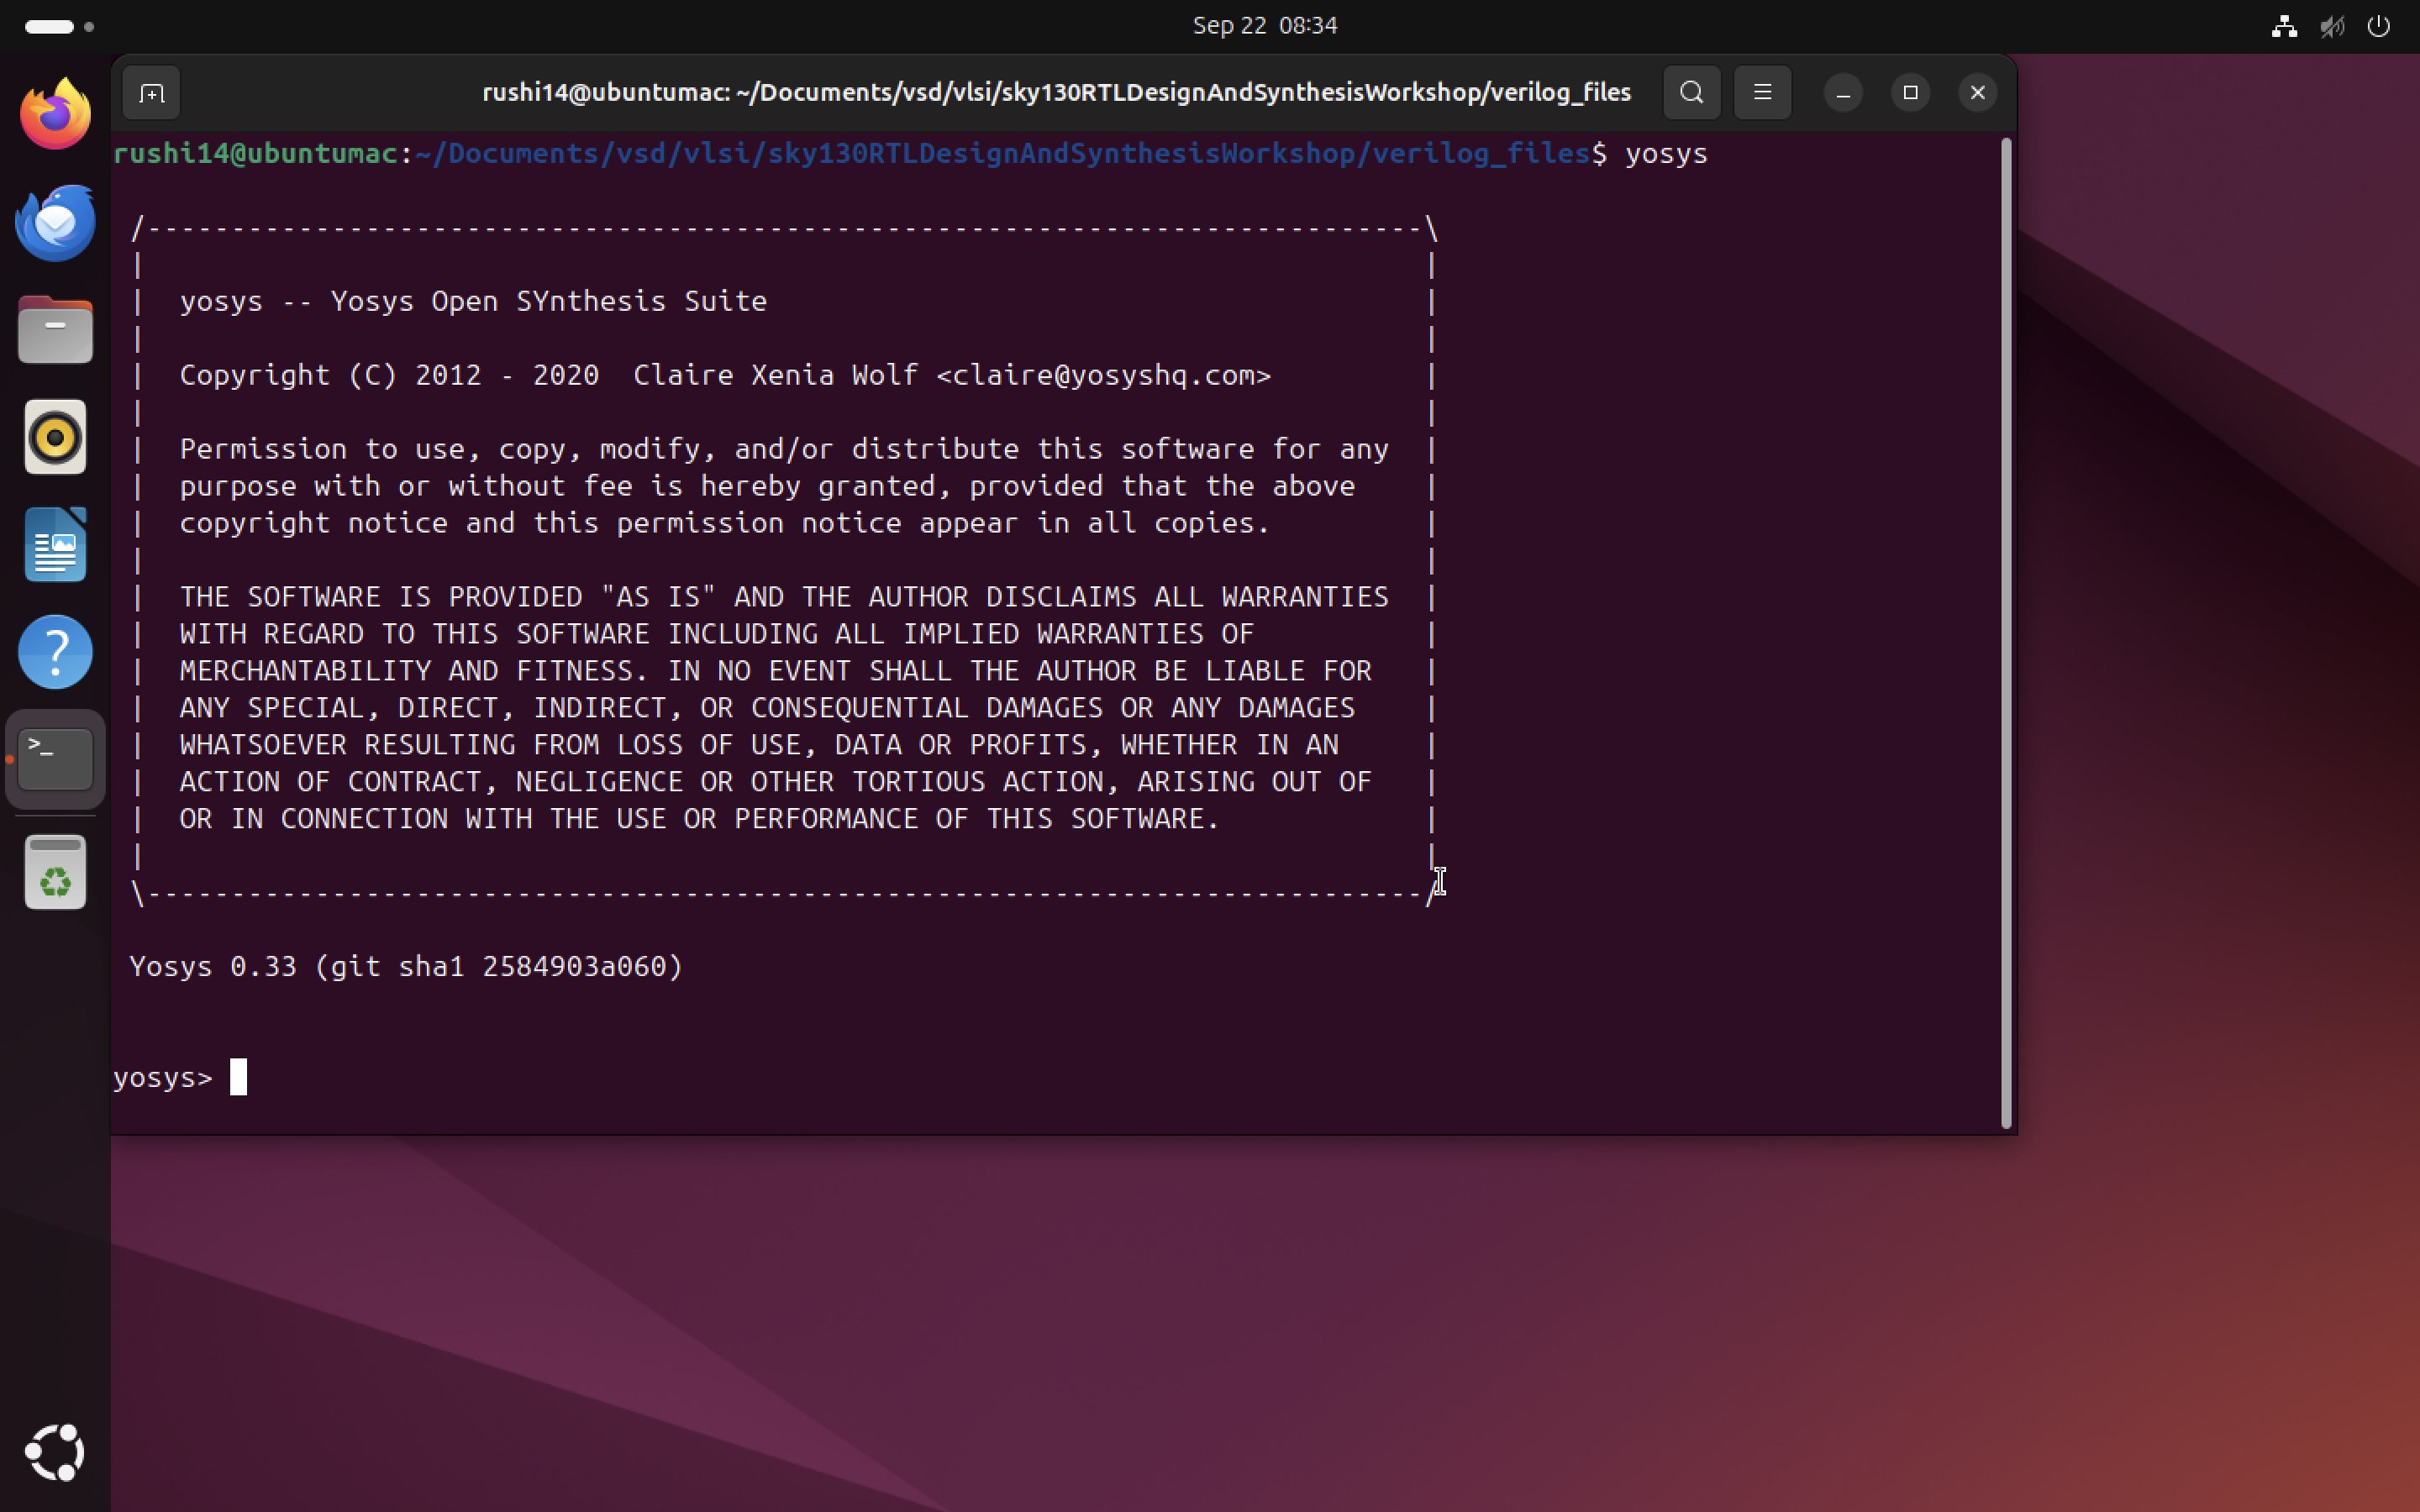 Sep 22 08:34
rushi14@ubuntumac: ~/Documents/vsd/vlsi/sky130RTLDesignAndSynthesisWorkshop/verilog_files
rushi14@ubuntumac:~/Documents/vsd/vlsi/sky130RTLDesignAndSynthesisWorkshop/verilog_files$ yosys
/----------------------------------------------------------------------------\
|                                                                            |
|  yosys -- Yosys Open SYnthesis Suite                                       |
|                                                                            |
|  Copyright (C) 2012 - 2020  Claire Xenia Wolf <claire@yosyshq.com>         |
|                                                                            |
|  Permission to use, copy, modify, and/or distribute this software for any  |
|  purpose with or without fee is hereby granted, provided that the above    |
|  copyright notice and this permission notice appear in all copies.         |
|                                                                            |
|  THE SOFTWARE IS PROVIDED "AS IS" AND THE AUTHOR DISCLAIMS ALL WARRANTIES  |
|  WITH REGARD TO THIS SOFTWARE INCLUDING ALL IMPLIED WARRANTIES OF          |
|  MERCHANTABILITY AND FITNESS. IN NO EVENT SHALL THE AUTHOR BE LIABLE FOR   |
|  ANY SPECIAL, DIRECT, INDIRECT, OR CONSEQUENTIAL DAMAGES OR ANY DAMAGES    |
|  WHATSOEVER RESULTING FROM LOSS OF USE, DATA OR PROFITS, WHETHER IN AN     |
|  ACTION OF CONTRACT, NEGLIGENCE OR OTHER TORTIOUS ACTION, ARISING OUT OF   |
|  OR IN CONNECTION WITH THE USE OR PERFORMANCE OF THIS SOFTWARE.            |
|                                                                            |
\----------------------------------------------------------------------------/
Yosys 0.33 (git sha1 2584903a060)
yosys>